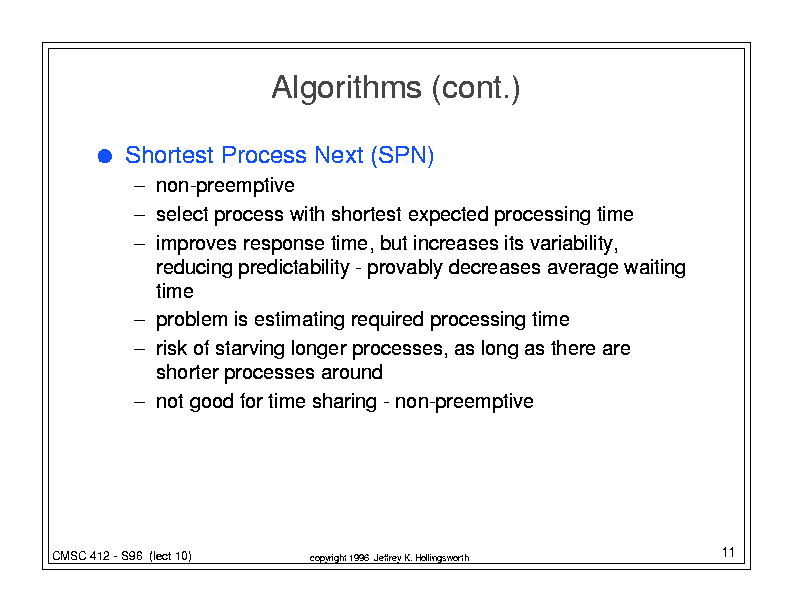 Algorithms (cont.)
● Shortest Process Next (SPN)
– non-preemptive
– select process with shortest expected processing time
– improves response time, but increases its variability,
reducing predictability - provably decreases average waiting
time
– problem is estimating required processing time
– risk of starving longer processes, as long as there are
shorter processes around
– not good for time sharing - non-preemptive
CMSC 412 - S96 (lect 10)
copyright 1996 Jeffrey K. Hollingsworth
11